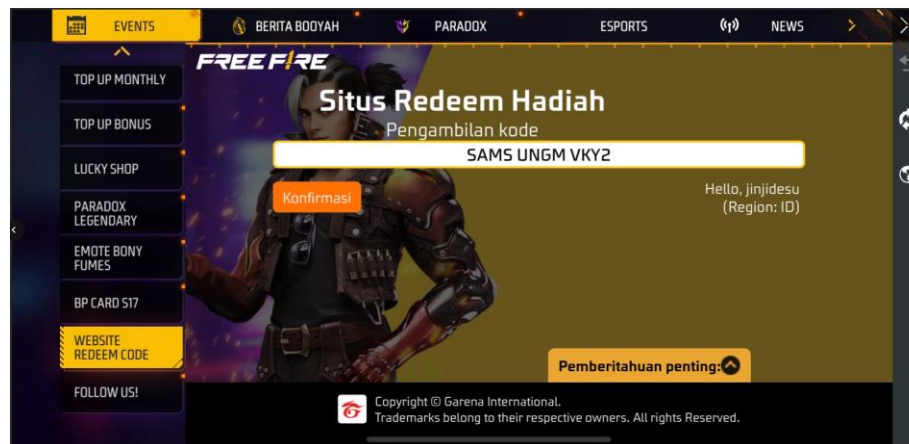 EVENTS
BERITA BOOYAH
PARADOX
ESPORTS
NEWS
TOP UP MONTHLY
TOP UP BONUS
LUCKY SHOP
PARADOX
LEGENDARY
EMOTE BONY
FUMES
BP CARD S17
WEBSITE
REDEEM CODE
FOLLOW US!
FREE FIRE
Situs Redeem Hadiah
Pengambilan kode
SAMS UNGM VKY2
Konfirmasi
Hello, jinjidesu
(Region: ID)
Pemberitahuan penting:
Copyright © Garena International.
Trademarks belong to their respective owners. All rights Reserved.